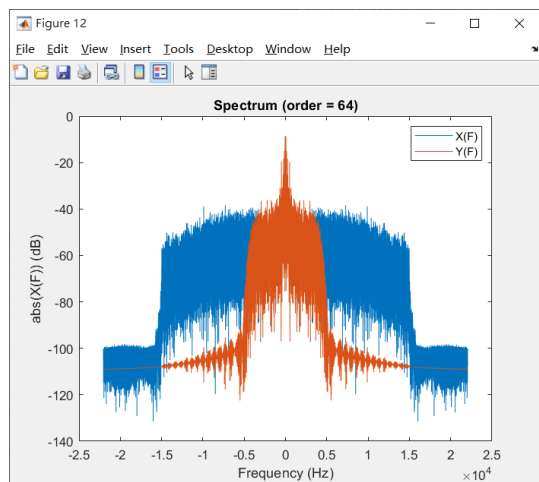 Figure 12
File Edit View Insert Tools Desktop Window Help
Spectrum (order = 64)
X(F)
Y(F)
abs(X(F)) (dB)
0
-20
-40
-60
-80
-100
-120
-140
-2.5 -2 -1.5 -1 -0.5 0 0.5 1 1.5 2 2.5
Frequency (Hz)
×10^4